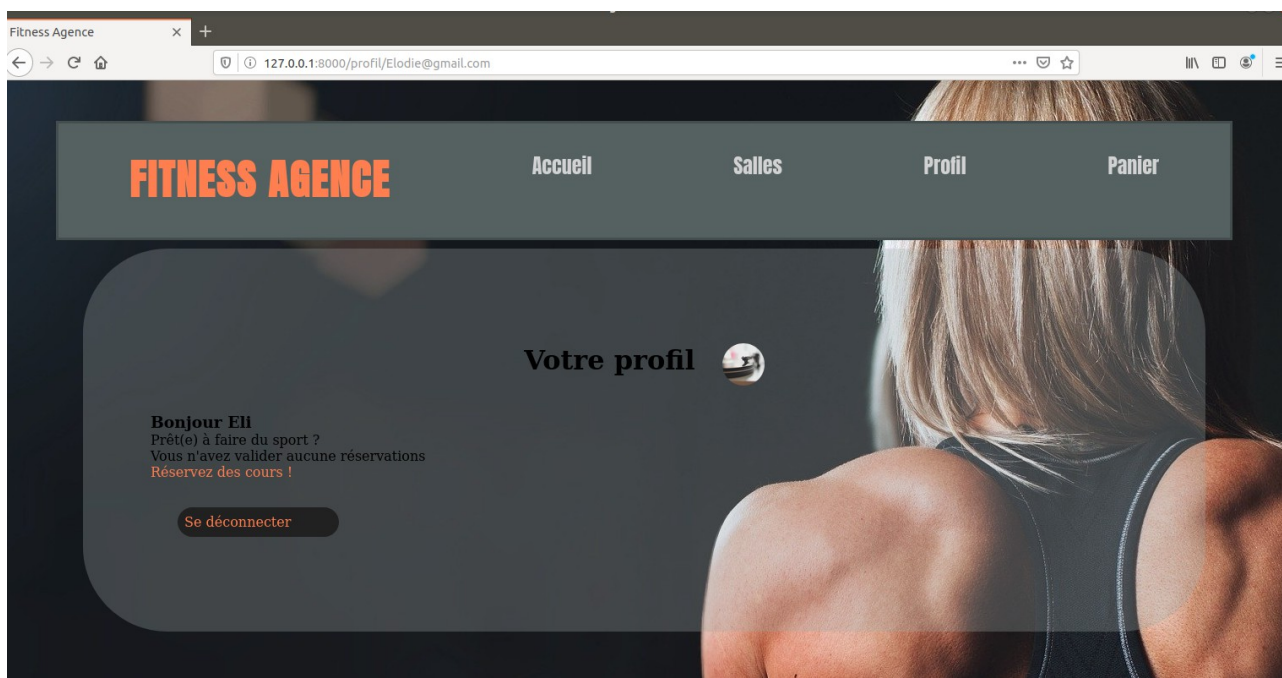 Fitness Agence
127.0.0.1:8000/profil/Elodie@gmail.com
FITNESS AGENCE Accueil Salles Profil Panier
Votre profil
Bonjour Eli
Prêt(e) à faire du sport ?
Vous n'avez valider aucune réservations
Réservez des cours !
Se déconnecter